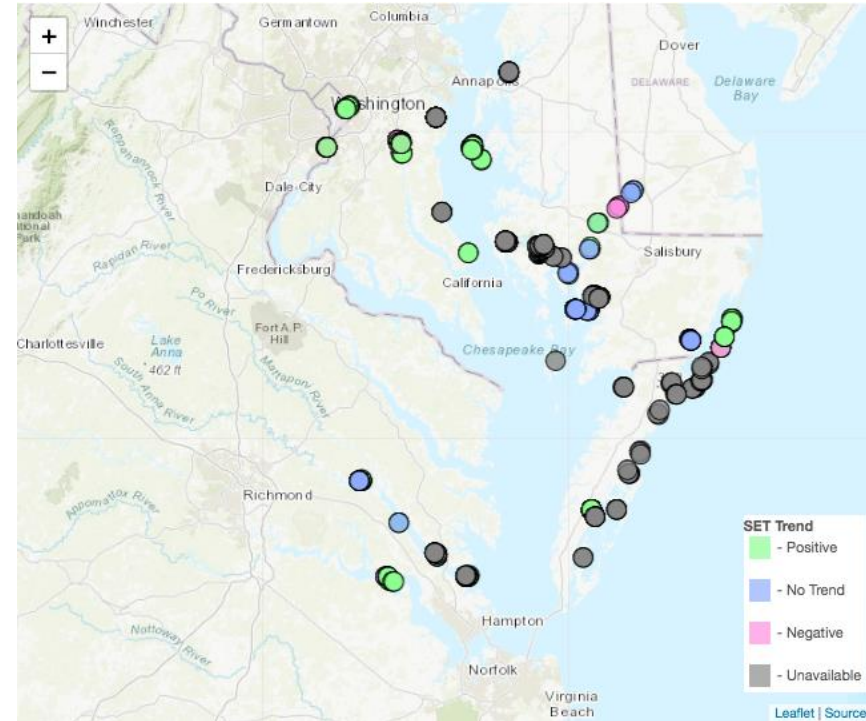 Winchester
Germantown
Columbia
+
−
Dover
Annapolis
DELAWARE
Delaware
Bay
Washington
Rappahannock River
Dale City
National
Park
Rapidan River
Salisbury
Fredericksburg
California
Po River
Fort A.P.
Hill
Charlottesville
Lake
Anna
462 ft
Chesapeake Bay
South Anna River
Mattaponi River
Richmond
Appomattox River
SET Trend
- Positive
- No Trend
- Negative
- Unavailable
Nottoway River
Hampton
Norfolk
Virginia
Beach
Leaflet | Source